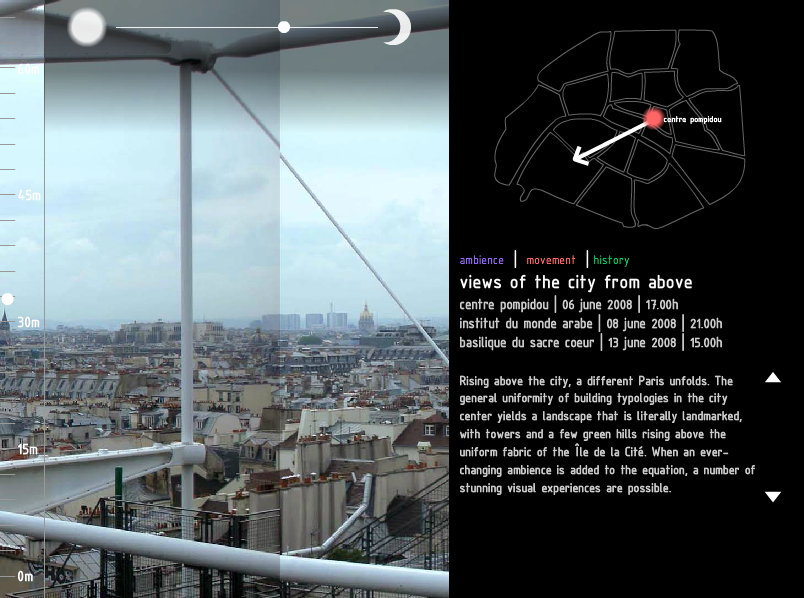 60m
45m
30m
15m
0m
centre pompidou
ambience | movement | history
views of the city from above
centre pompidou | 06 june 2008 | 17.00h
institut du monde arabe | 08 june 2008 | 21.00h
basilique du sacre coeur | 13 june 2008 | 15.00h
Rising above the city, a different Paris unfolds. The
general uniformity of building typologies in the city
center yields a landscape that is literally landmarked,
with towers and a few green hills rising above the
uniform fabric of the Île de la Cité. When an ever-
changing ambience is added to the equation, a number of
stunning visual experiences are possible.